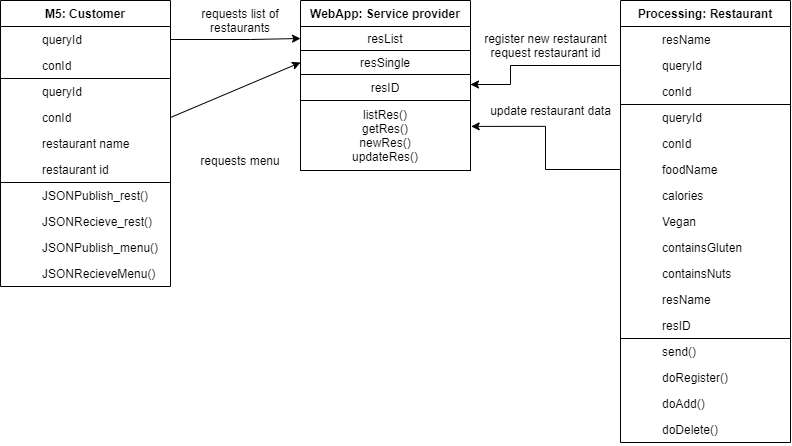 M5: Customer
queryId
conId
queryId
conId
restaurant name
restaurant id
JSONPublish_rest()
JSONRecieve_rest()
JSONPublish_menu()
JSONRecieveMenu()
requests list of
restaurants
requests menu
WebApp: Service provider
resList
resSingle
resID
listRes()
getRes()
newRes()
updateRes()
register new restaurant
request restaurant id
update restaurant data
Processing: Restaurant
resName
queryId
conId
queryId
conId
foodName
calories
Vegan
containsGluten
containsNuts
resName
resID
send()
doRegister()
doAdd()
doDelete()